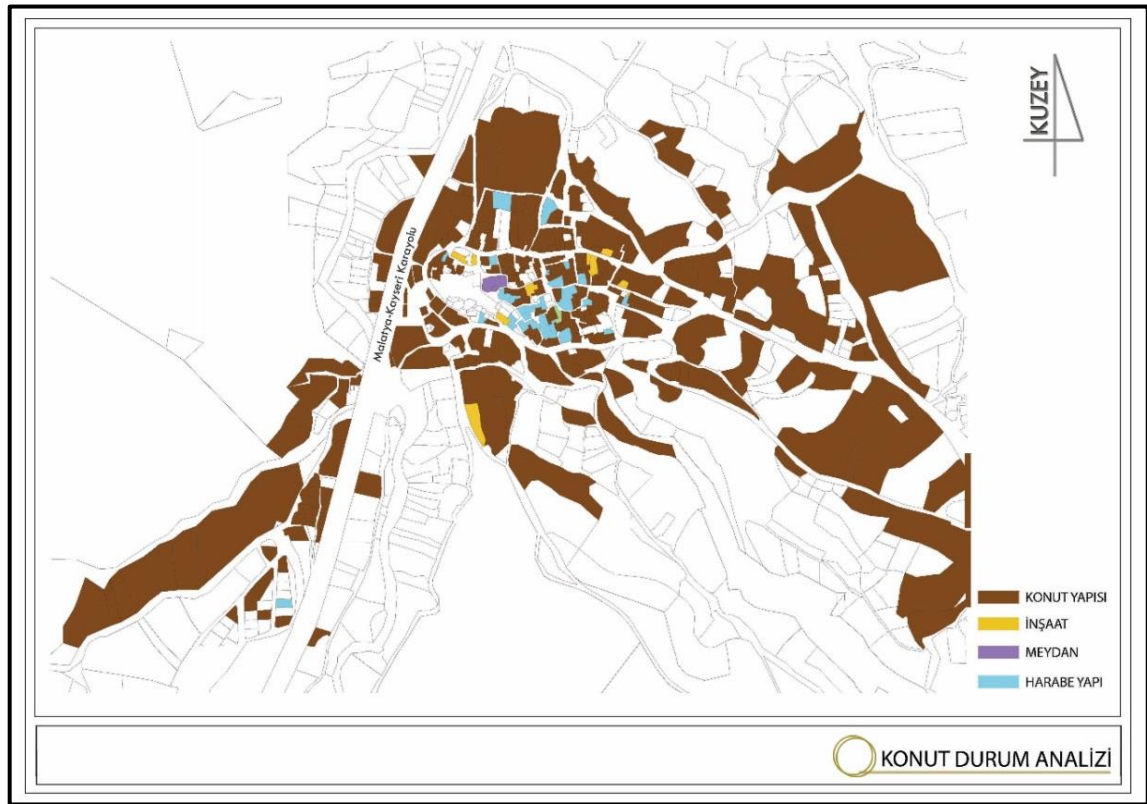 KUZEY
Malatya-Kayseri Karayolu
KONUT YAPISI
İNŞAAT
MEYDAN
HARABE YAPI
KONUT DURUM ANALİZİ